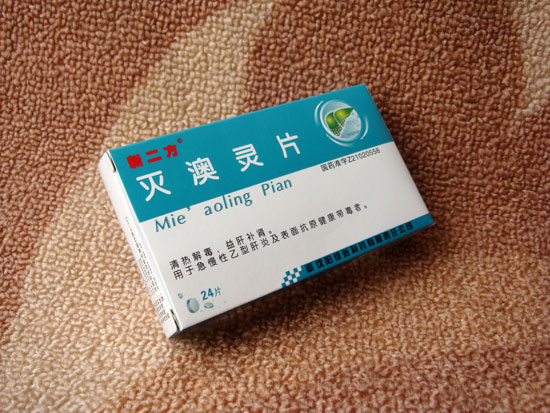 二方®
灭澳灵片
国药准字Z21020558
Mie' aoling Pian
清热解毒、益肝补肾。
用于急慢性乙型肝炎及表面抗原健康带毒者。
24片